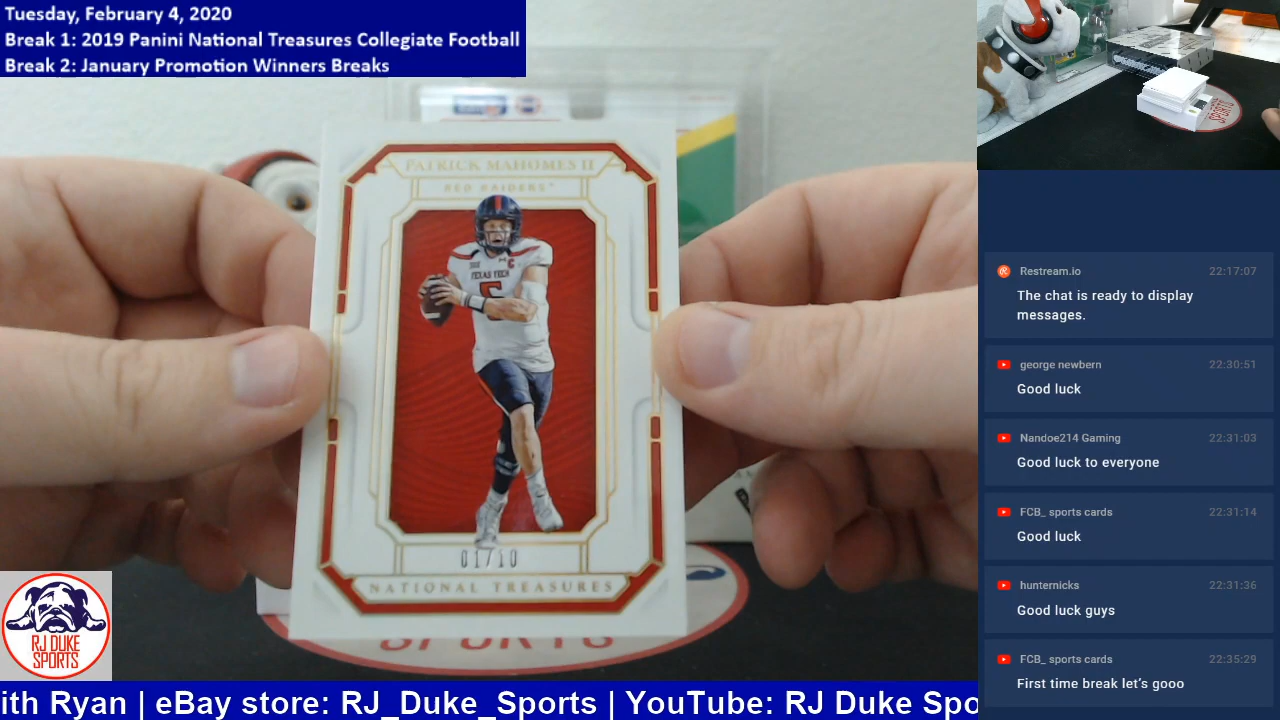 Tuesday, February 4, 2020
Break 1: 2019 Panini National Treasures Collegiate Football
Break 2: January Promotion Winners Breaks
PATRICK MAHOMES II
RED RAIDERS
TEXAS TECH
5
C
01/10
NATIONAL TREASURES
SPORTS
RJ DUKE
SPORTS
SPORTS
Restream.io 22:17:07
The chat is ready to display
messages.
george newbern 22:30:51
Good luck
Nandoe214 Gaming 22:31:03
Good luck to everyone
FCB_ sports cards 22:31:14
Good luck
hunternicks 22:31:36
Good luck guys
FCB_ sports cards 22:35:29
First time break let's gooo
ith Ryan | eBay store: RJ_Duke_Sports | YouTube: RJ Duke Spo